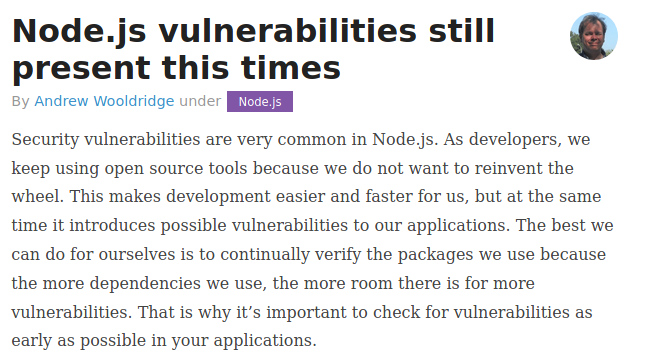 Node.js vulnerabilities still
present this times
By Andrew Wooldridge under Node.js
Security vulnerabilities are very common in Node.js. As developers, we
keep using open source tools because we do not want to reinvent the
wheel. This makes development easier and faster for us, but at the same
time it introduces possible vulnerabilities to our applications. The best we
can do for ourselves is to continually verify the packages we use because
the more dependencies we use, the more room there is for more
vulnerabilities. That is why it’s important to check for vulnerabilities as
early as possible in your applications.